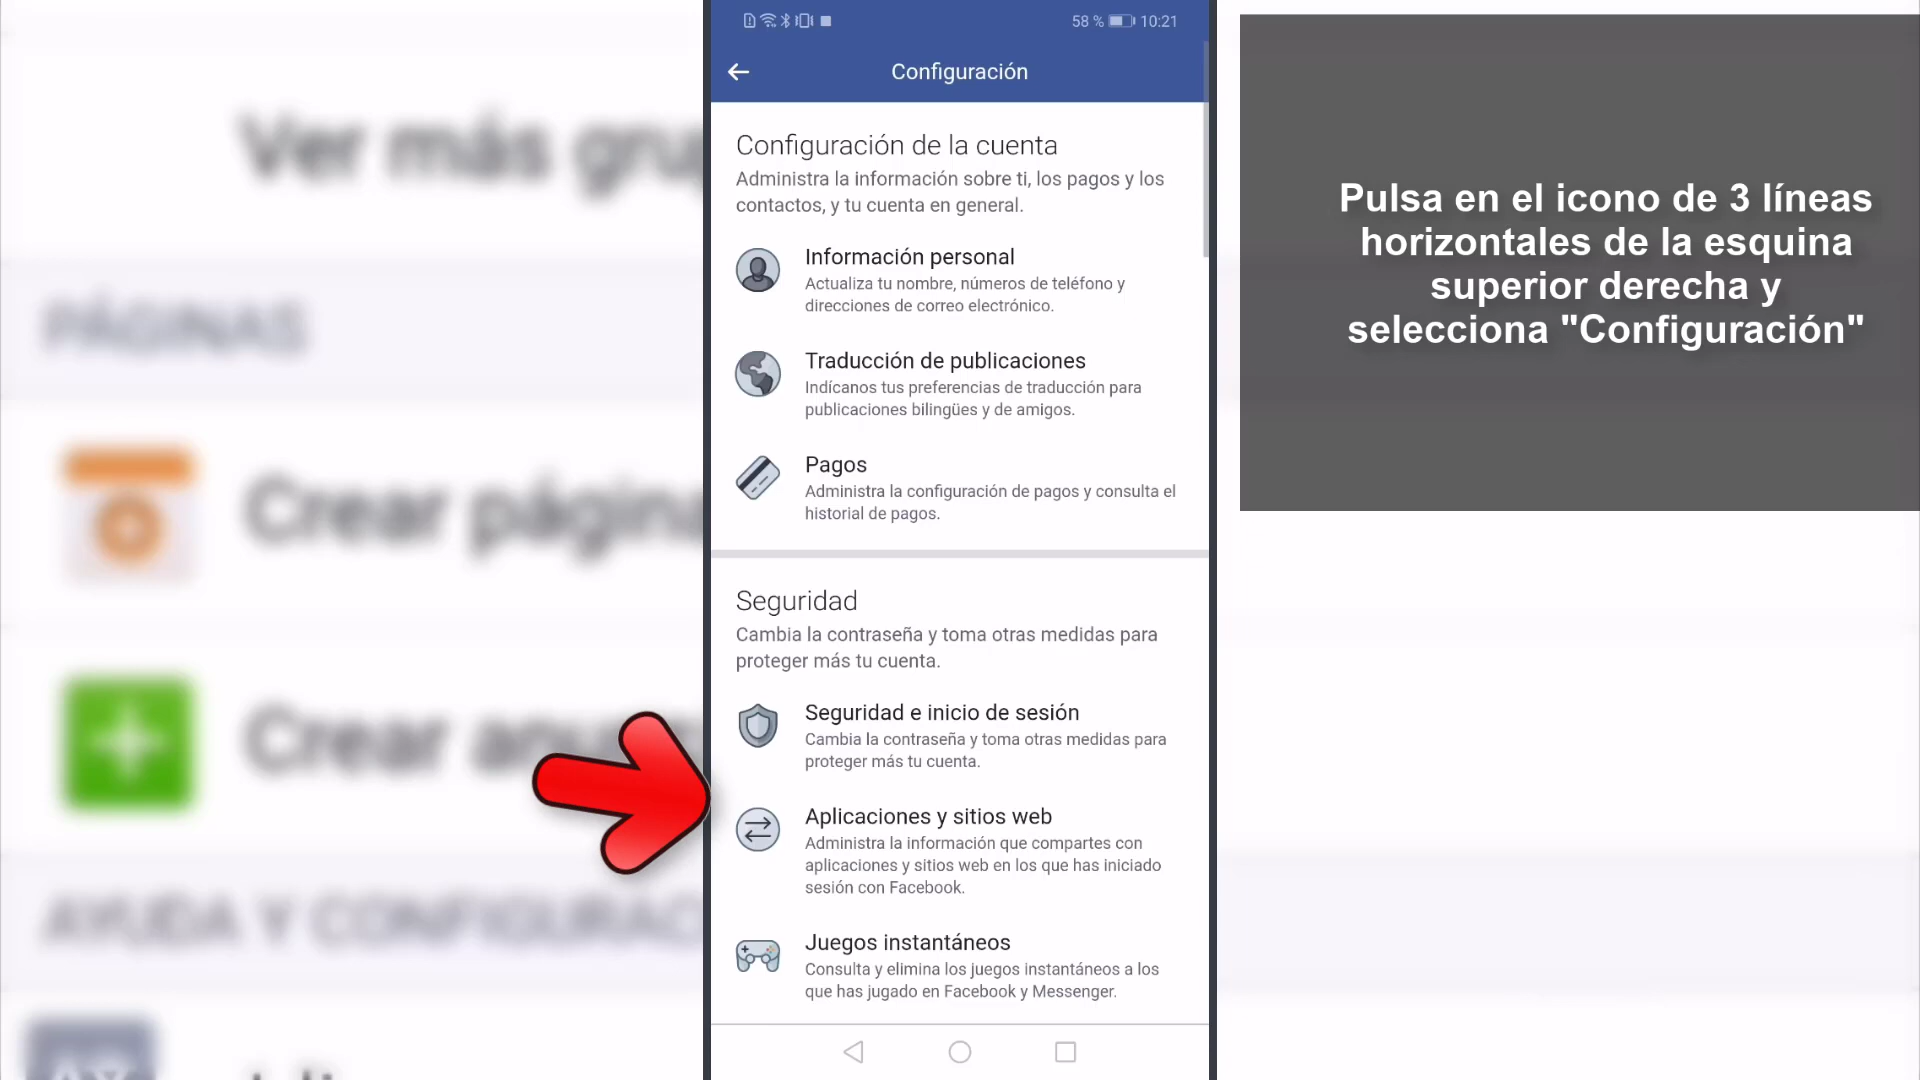 58 % 10:21
Configuración
Configuración de la cuenta
Administra la información sobre ti, los pagos y los
contactos, y tu cuenta en general.
Información personal
Actualiza tu nombre, números de teléfono y
direcciones de correo electrónico.
Traducción de publicaciones
Indícanos tus preferencias de traducción para
publicaciones bilingües y de amigos.
Pagos
Administra la configuración de pagos y consulta el
historial de pagos.
Seguridad
Cambia la contraseña y toma otras medidas para
proteger más tu cuenta.
Seguridad e inicio de sesión
Cambia la contraseña y toma otras medidas para
proteger más tu cuenta.
Aplicaciones y sitios web
Administra la información que compartes con
aplicaciones y sitios web en los que has iniciado
sesión con Facebook.
Juegos instantáneos
Consulta y elimina los juegos instantáneos a los
que has jugado en Facebook y Messenger.
Pulsa en el icono de 3 líneas
horizontales de la esquina
superior derecha y
selecciona "Configuración"
Ver más
PÁGINAS
Crear
Crear
AYUDA Y